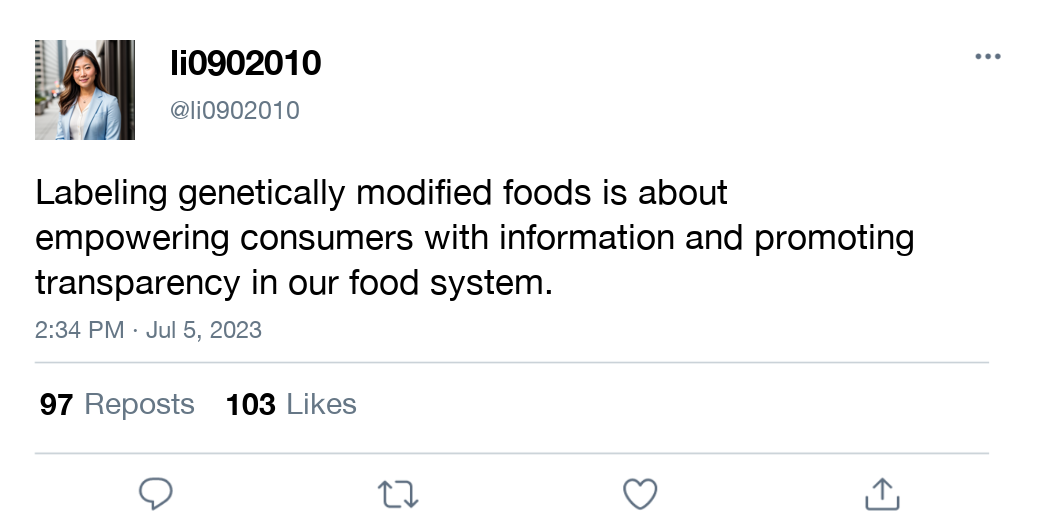 li0902010
@li0902010
Labeling genetically modified foods is about
empowering consumers with information and promoting
transparency in our food system.
2:34 PM · Jul 5, 2023
97 Reposts 103 Likes